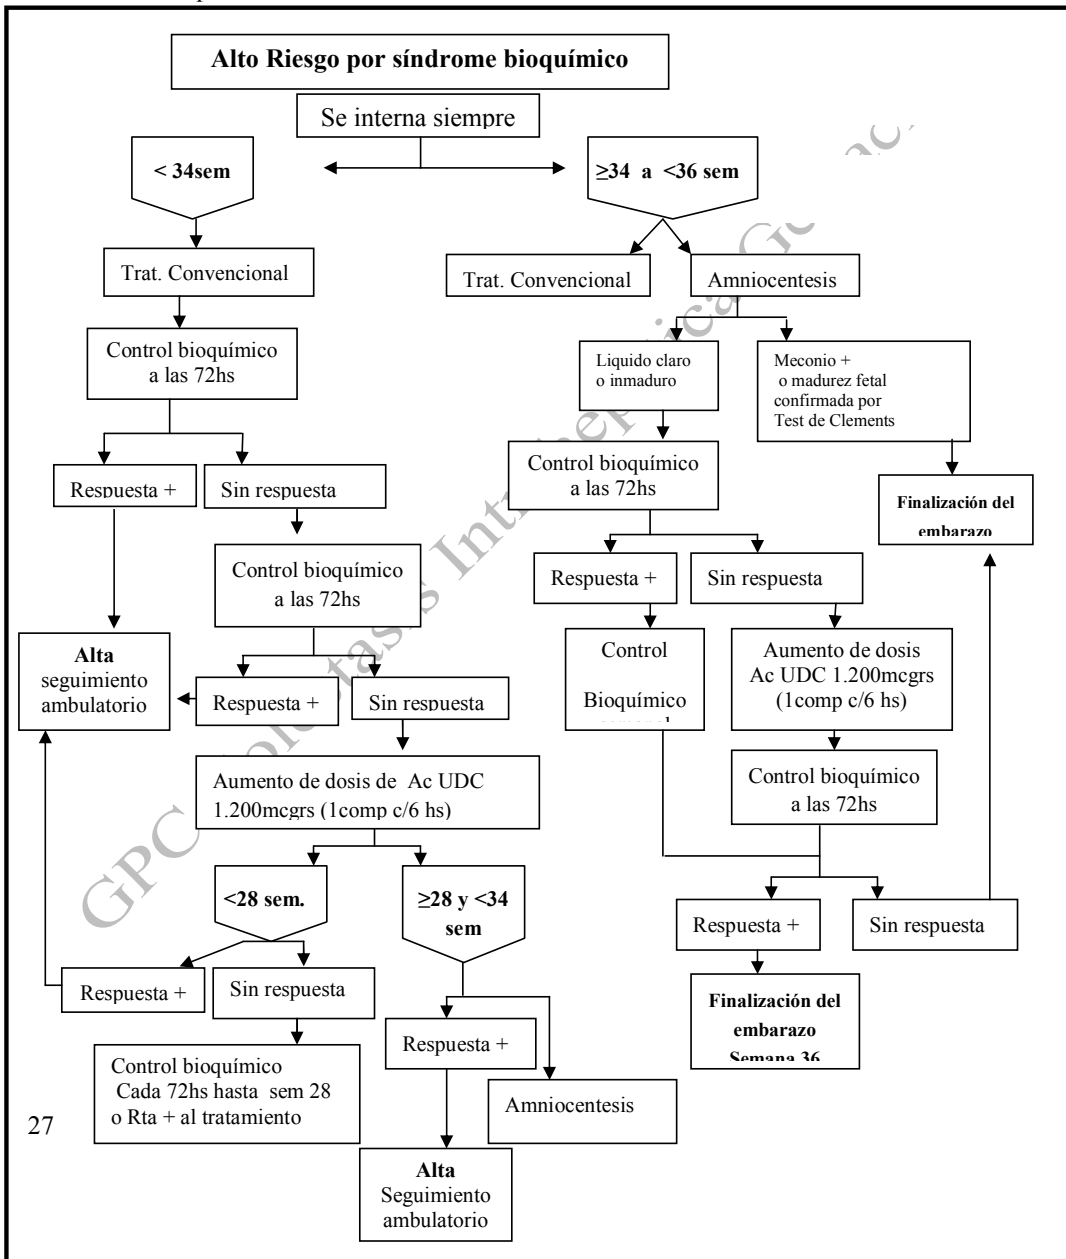 Alto Riesgo por síndrome bioquímico
Se interna siempre
< 34sem
≥34 a <36 sem
Trat. Convencional
Trat. Convencional
Amniocentesis
Control bioquímico
a las 72hs
Liquido claro
o inmaduro
Meconio +
o madurez fetal
confirmada por
Test de Clements
Respuesta +
Sin respuesta
Control bioquímico
a las 72hs
Finalización del
embarazo
Control bioquímico
a las 72hs
Respuesta +
Sin respuesta
Alta
seguimiento
ambulatorio
Respuesta +
Sin respuesta
Control
Bioquímico
Aumento de dosis
Ac UDC 1.200mcgrs
(1comp c/6 hs)
Aumento de dosis de Ac UDC
1.200mcgrs (1comp c/6 hs)
Control bioquímico
a las 72hs
<28 sem.
≥28 y <34
sem
Respuesta +
Sin respuesta
Respuesta +
Sin respuesta
Respuesta +
Finalización del
embarazo
Semana 36
Control bioquímico
Cada 72hs hasta sem 28
o Rta + al tratamiento
Amniocentesis
27
Alta
Seguimiento
ambulatorio
GPC